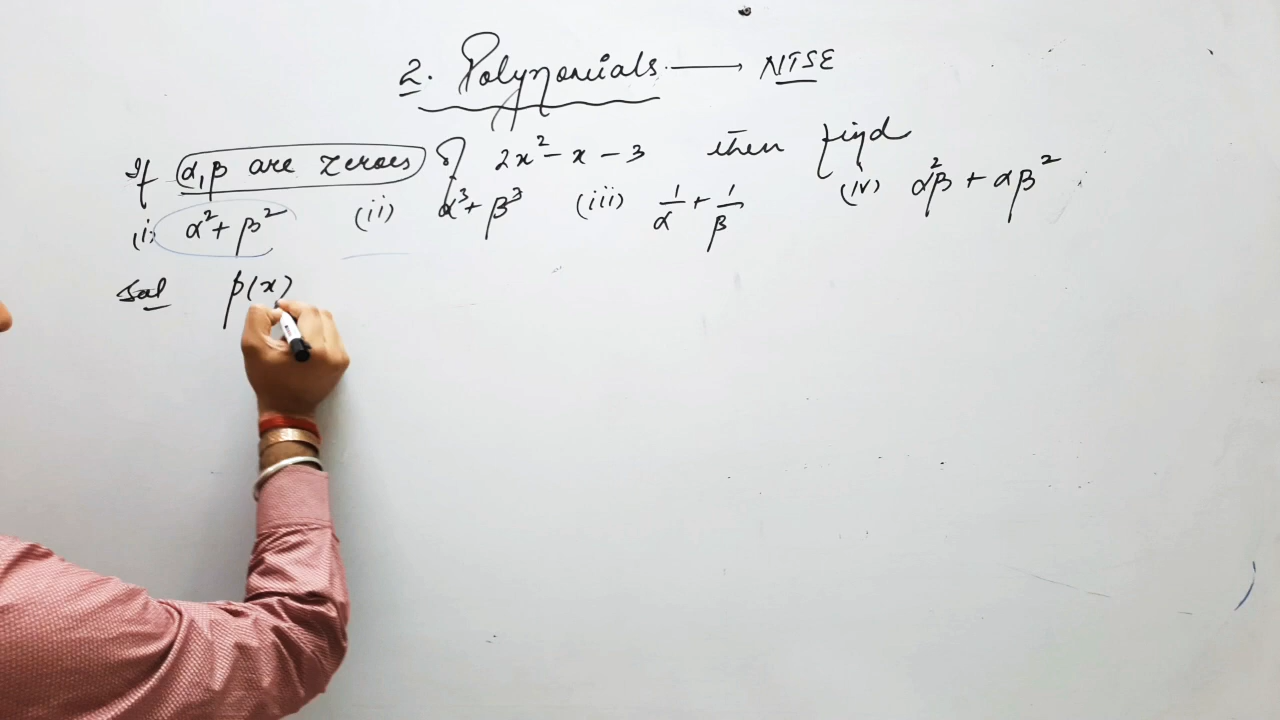 2. Polynomials → NTSE
If α,β are zeroes of 2x² - x - 3 then find
(i) α² + β² (ii) α³ + β³ (iii) 1/α + 1/β (iv) α²β + αβ²
Sol p(x)